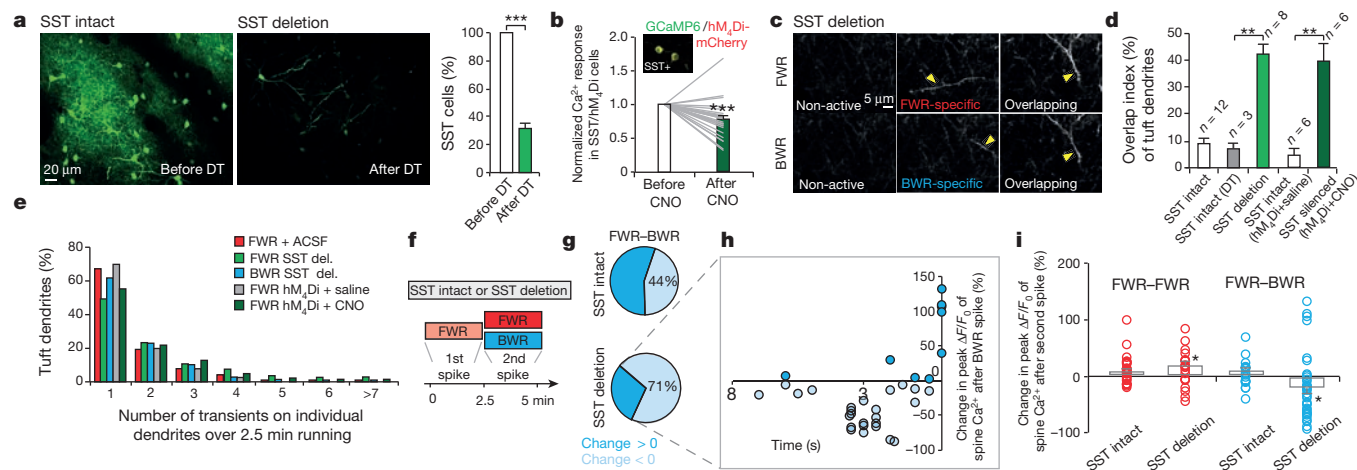 a
SST intact
SST deletion
20 μm
Before DT
After DT
SST cells (%)
100
80
60
40
20
0
***
Before DT
After DT
b
GCaMP6/hM4Di-
mCherry
SST+
Normalized Ca2+ response
in SST/hM4Di cells
2.0
1.5
1.0
0.5
0
***
Before
CNO
After
CNO
c
SST deletion
FWR
BWR
Non-active
5 μm
FWR-specific
Overlapping
Non-active
BWR-specific
Overlapping
d
Overlap index (%)
of tuft dendrites
50
40
30
20
10
0
**
**
n = 12
n = 3
n = 8
n = 6
n = 6
SST intact
SST intact (DT)
SST deletion
SST intact
(hM4Di+saline)
SST silenced
(hM4Di+CNO)
e
Tuft dendrites (%)
80
60
40
20
0
FWR + ACSF
FWR SST del.
BWR SST del.
FWR hM4Di + saline
FWR hM4Di + CNO
1
2
3
4
5
6
>7
Number of transients on individual
dendrites over 2.5 min running
f
SST intact or SST deletion
FWR
FWR
BWR
1st
spike
2nd
spike
0
2.5
5 min
g
FWR–BWR
SST intact
44%
SST deletion
71%
Change > 0
Change < 0
h
150
100
50
0
−50
−100
8
3
Time (s)
Change in peak ΔF/F0 of
spine Ca2+ after BWR spike (%)
i
Change in peak ΔF/F0 of
spine Ca2+ after second spike (%)
200
100
0
−100
FWR–FWR
FWR–BWR
*
*
SST intact
SST deletion
SST intact
SST deletion